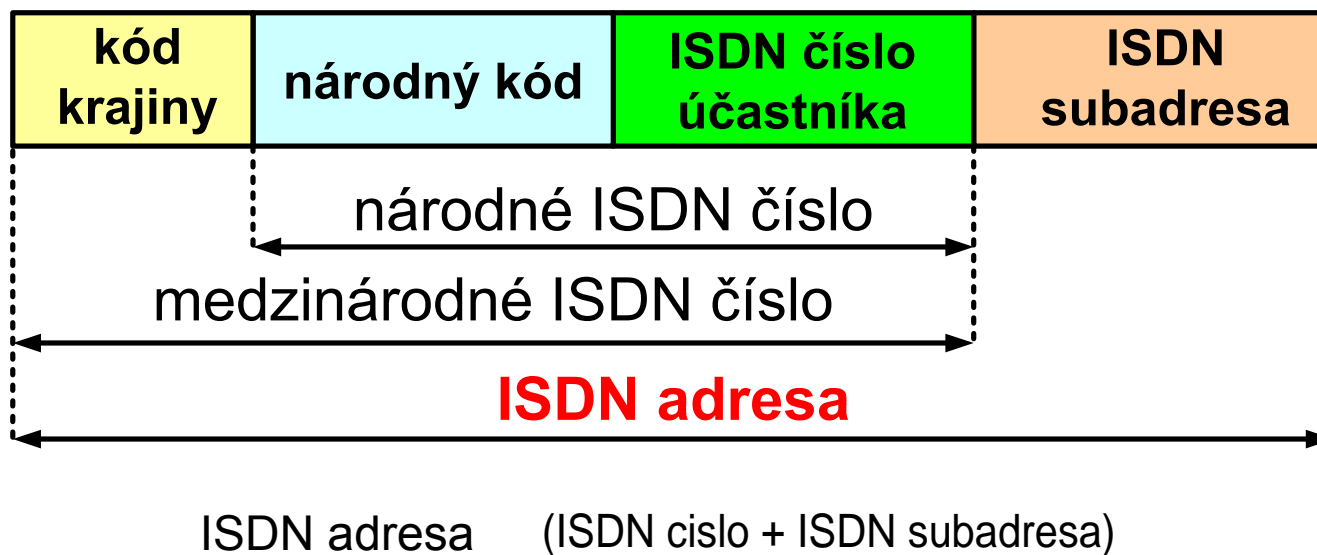 kód
krajiny
národný kód
ISDN číslo
účastníka
ISDN
subadresa
národné ISDN číslo
medzinárodné ISDN číslo
ISDN adresa
ISDN adresa (ISDN cislo + ISDN subadresa)